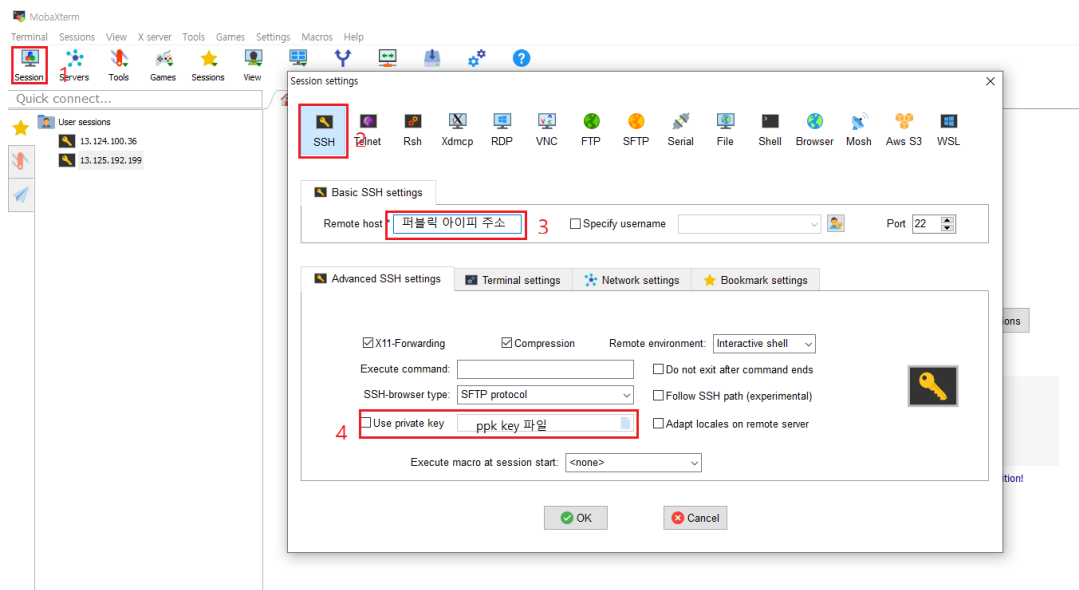 MobaXterm
Terminal Sessions View X server Tools Games Settings Macros Help
Session 1 Servers Tools Games Sessions View
Quick connect...
User sessions
13.124.100.36
13.125.192.199
Session settings
SSH 2 Telnet Rsh Xdmcp RDP VNC FTP SFTP Serial File Shell Browser Mosh Aws S3 WSL
Basic SSH settings
Remote host * 퍼블릭 아이피 주소 3 Specify username Port 22
Advanced SSH settings Terminal settings Network settings Bookmark settings
X11-Forwarding Compression Remote environment: Interactive shell
Execute command: Do not exit after command ends
SSH-browser type: SFTP protocol Follow SSH path (experimental)
4 Use private key ppk key 파일 Adapt locales on remote server
Execute macro at session start: <none>
OK Cancel
ons
ition!